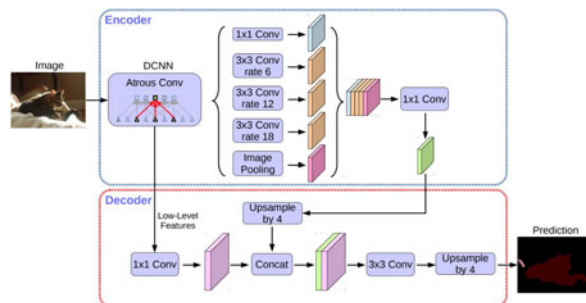 Encoder
Image
DCNN
Atrous Conv
1x1 Conv
3x3 Conv
rate 6
3x3 Conv
rate 12
3x3 Conv
rate 18
Image
Pooling
1x1 Conv
Decoder
Low-Level
Features
Upsample
by 4
1x1 Conv
Concat
3x3 Conv
Upsample
by 4
Prediction